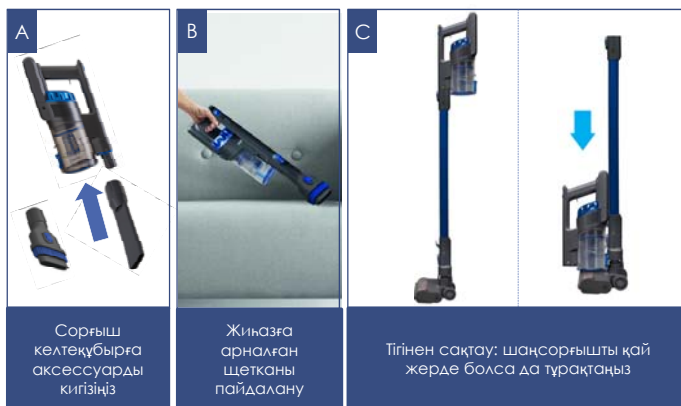 A
B
C
Сорғыш
келтеқұбырға
аксессуарды
кигізіңіз
Жиһазға
арналған
щетканы
пайдалану
Тігінен сақтау: шаңсорғышты қай
жерде болса да тұрақтаңыз